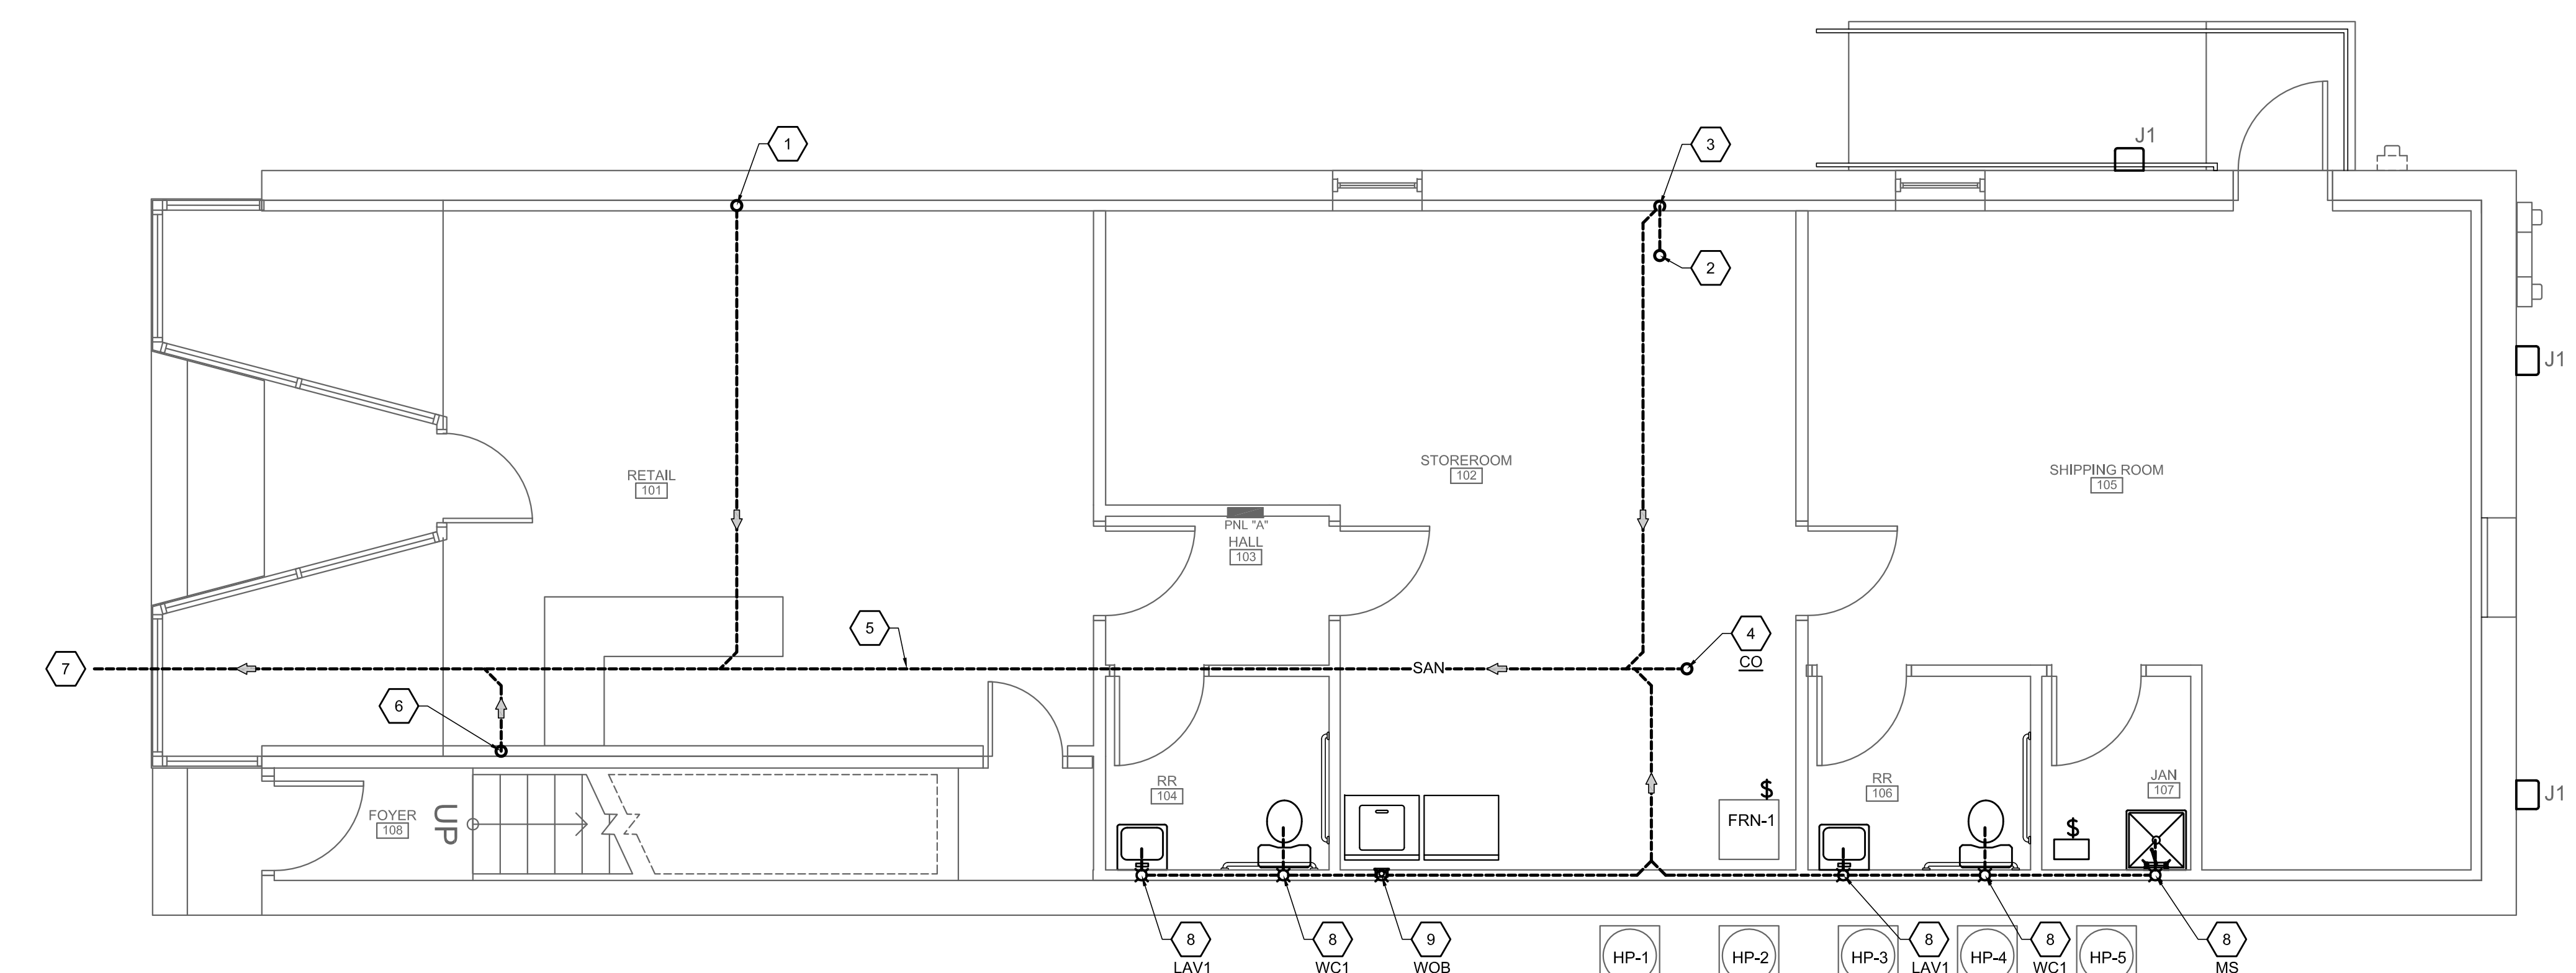 J1
1
3
2
J1
RETAIL
101
STOREROOM
102
SHIPPING ROOM
105
PNL "A"
HALL
103
5
4
7
SAN
CO
6
RR
104
RR
106
JAN
107
$
FRN-1
$
J1
FOYER
108
UP
8
8
9
8
8
8
HP-1
HP-2
HP-3
HP-4
HP-5
LAV1
WC1
WOB
LAV1
WC1
MS